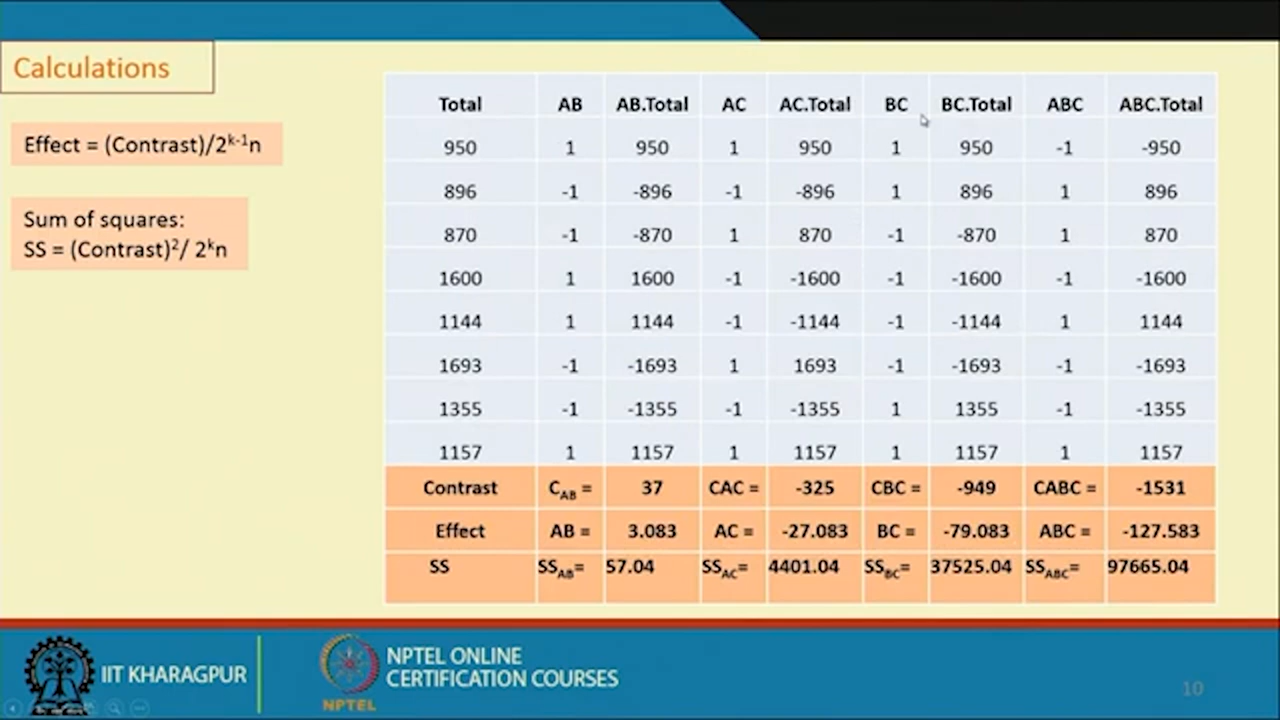 Calculations
Effect = (Contrast)/2^k-1n
Sum of squares:
SS = (Contrast)²/ 2^kn
Total AB AB.Total AC AC.Total BC BC.Total ABC ABC.Total
950 1 950 1 950 1 950 -1 -950
896 -1 -896 -1 -896 1 896 1 896
870 -1 -870 1 870 -1 -870 1 870
1600 1 1600 -1 -1600 -1 -1600 -1 -1600
1144 1 1144 -1 -1144 -1 -1144 1 1144
1693 -1 -1693 1 1693 -1 -1693 -1 -1693
1355 -1 -1355 -1 -1355 1 1355 -1 -1355
1157 1 1157 1 1157 1 1157 1 1157
Contrast C_AB = 37 CAC = -325 CBC = -949 CABC = -1531
Effect AB = 3.083 AC = -27.083 BC = -79.083 ABC = -127.583
SS SS_AB= 57.04 SS_AC= 4401.04 SS_BC= 37525.04 SS_ABC= 97665.04
IIT KHARAGPUR
NPTEL
NPTEL ONLINE
CERTIFICATION COURSES
10